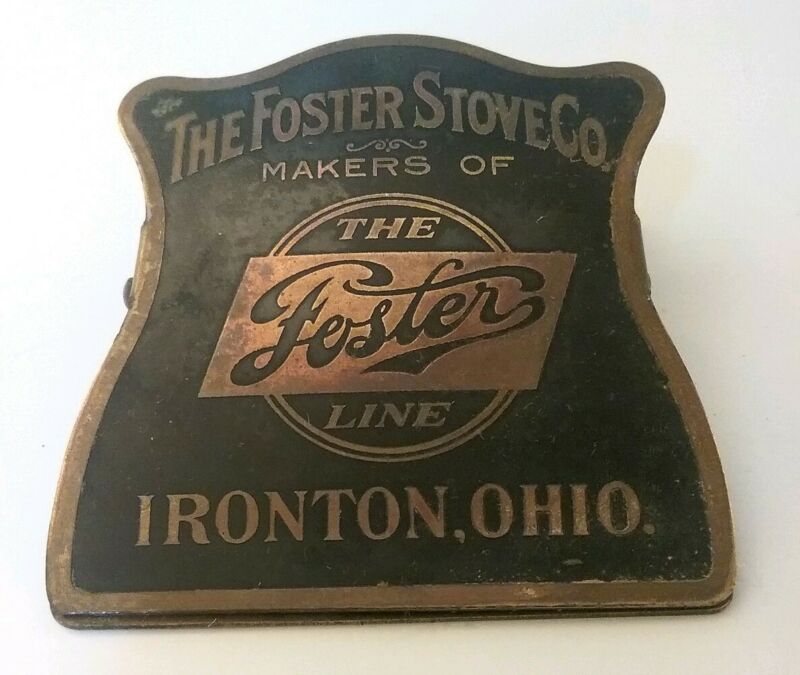 THE FOSTER STOVE CO.
MAKERS OF
THE
Foster
LINE
IRONTON, OHIO.